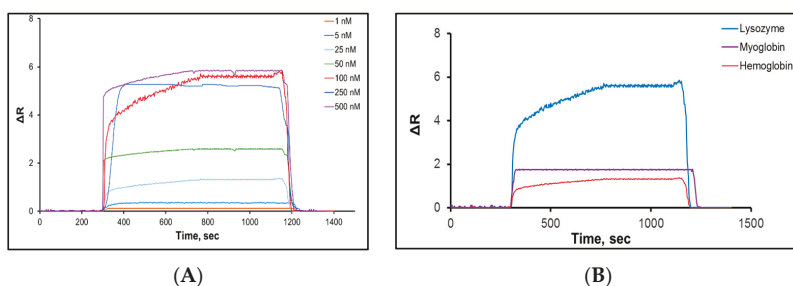 8
6
4
2
0
ΔR
0 200 400 600 800 1000 1200 1400
Time, sec
1 nM
5 nM
25 nM
50 nM
100 nM
250 nM
500 nM
(A)
8
6
4
2
0
ΔR
0 500 1000 1500
Time, sec
Lysozyme
Myoglobin
Hemoglobin
(B)